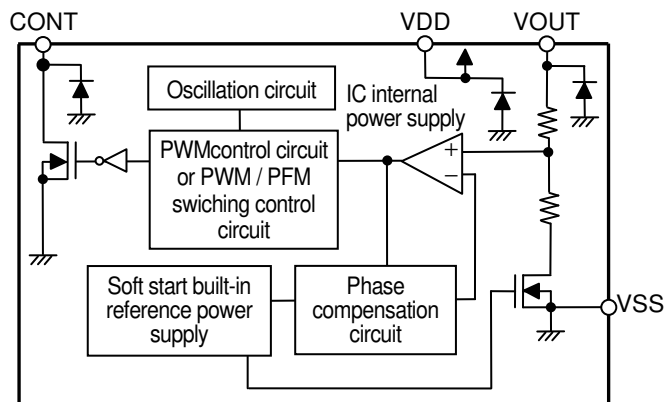 CONT
VDD
VOUT
Oscillation circuit
IC internal
power supply
PWMcontrol circuit
or PWM / PFM
swiching control
circuit
+
−
Soft start built-in
reference power
supply
Phase
compensation
circuit
VSS